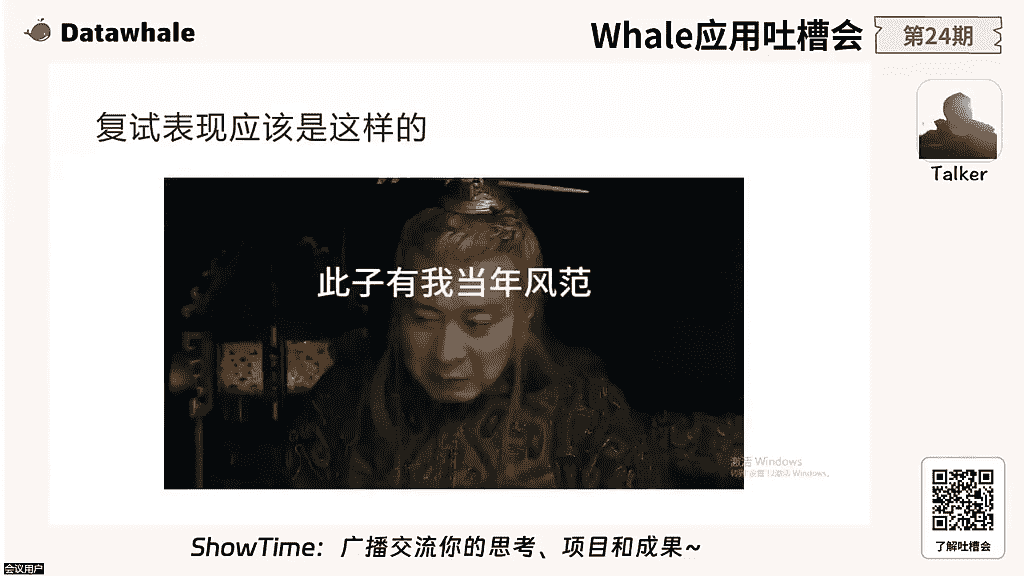 Datawhale
Whale应用吐槽会
第24期
复试表现应该是这样的
Talker
此子有我当年风范
激活 Windows
ShowTime：广播交流你的思考、项目和成果~
了解吐槽会
会议用户